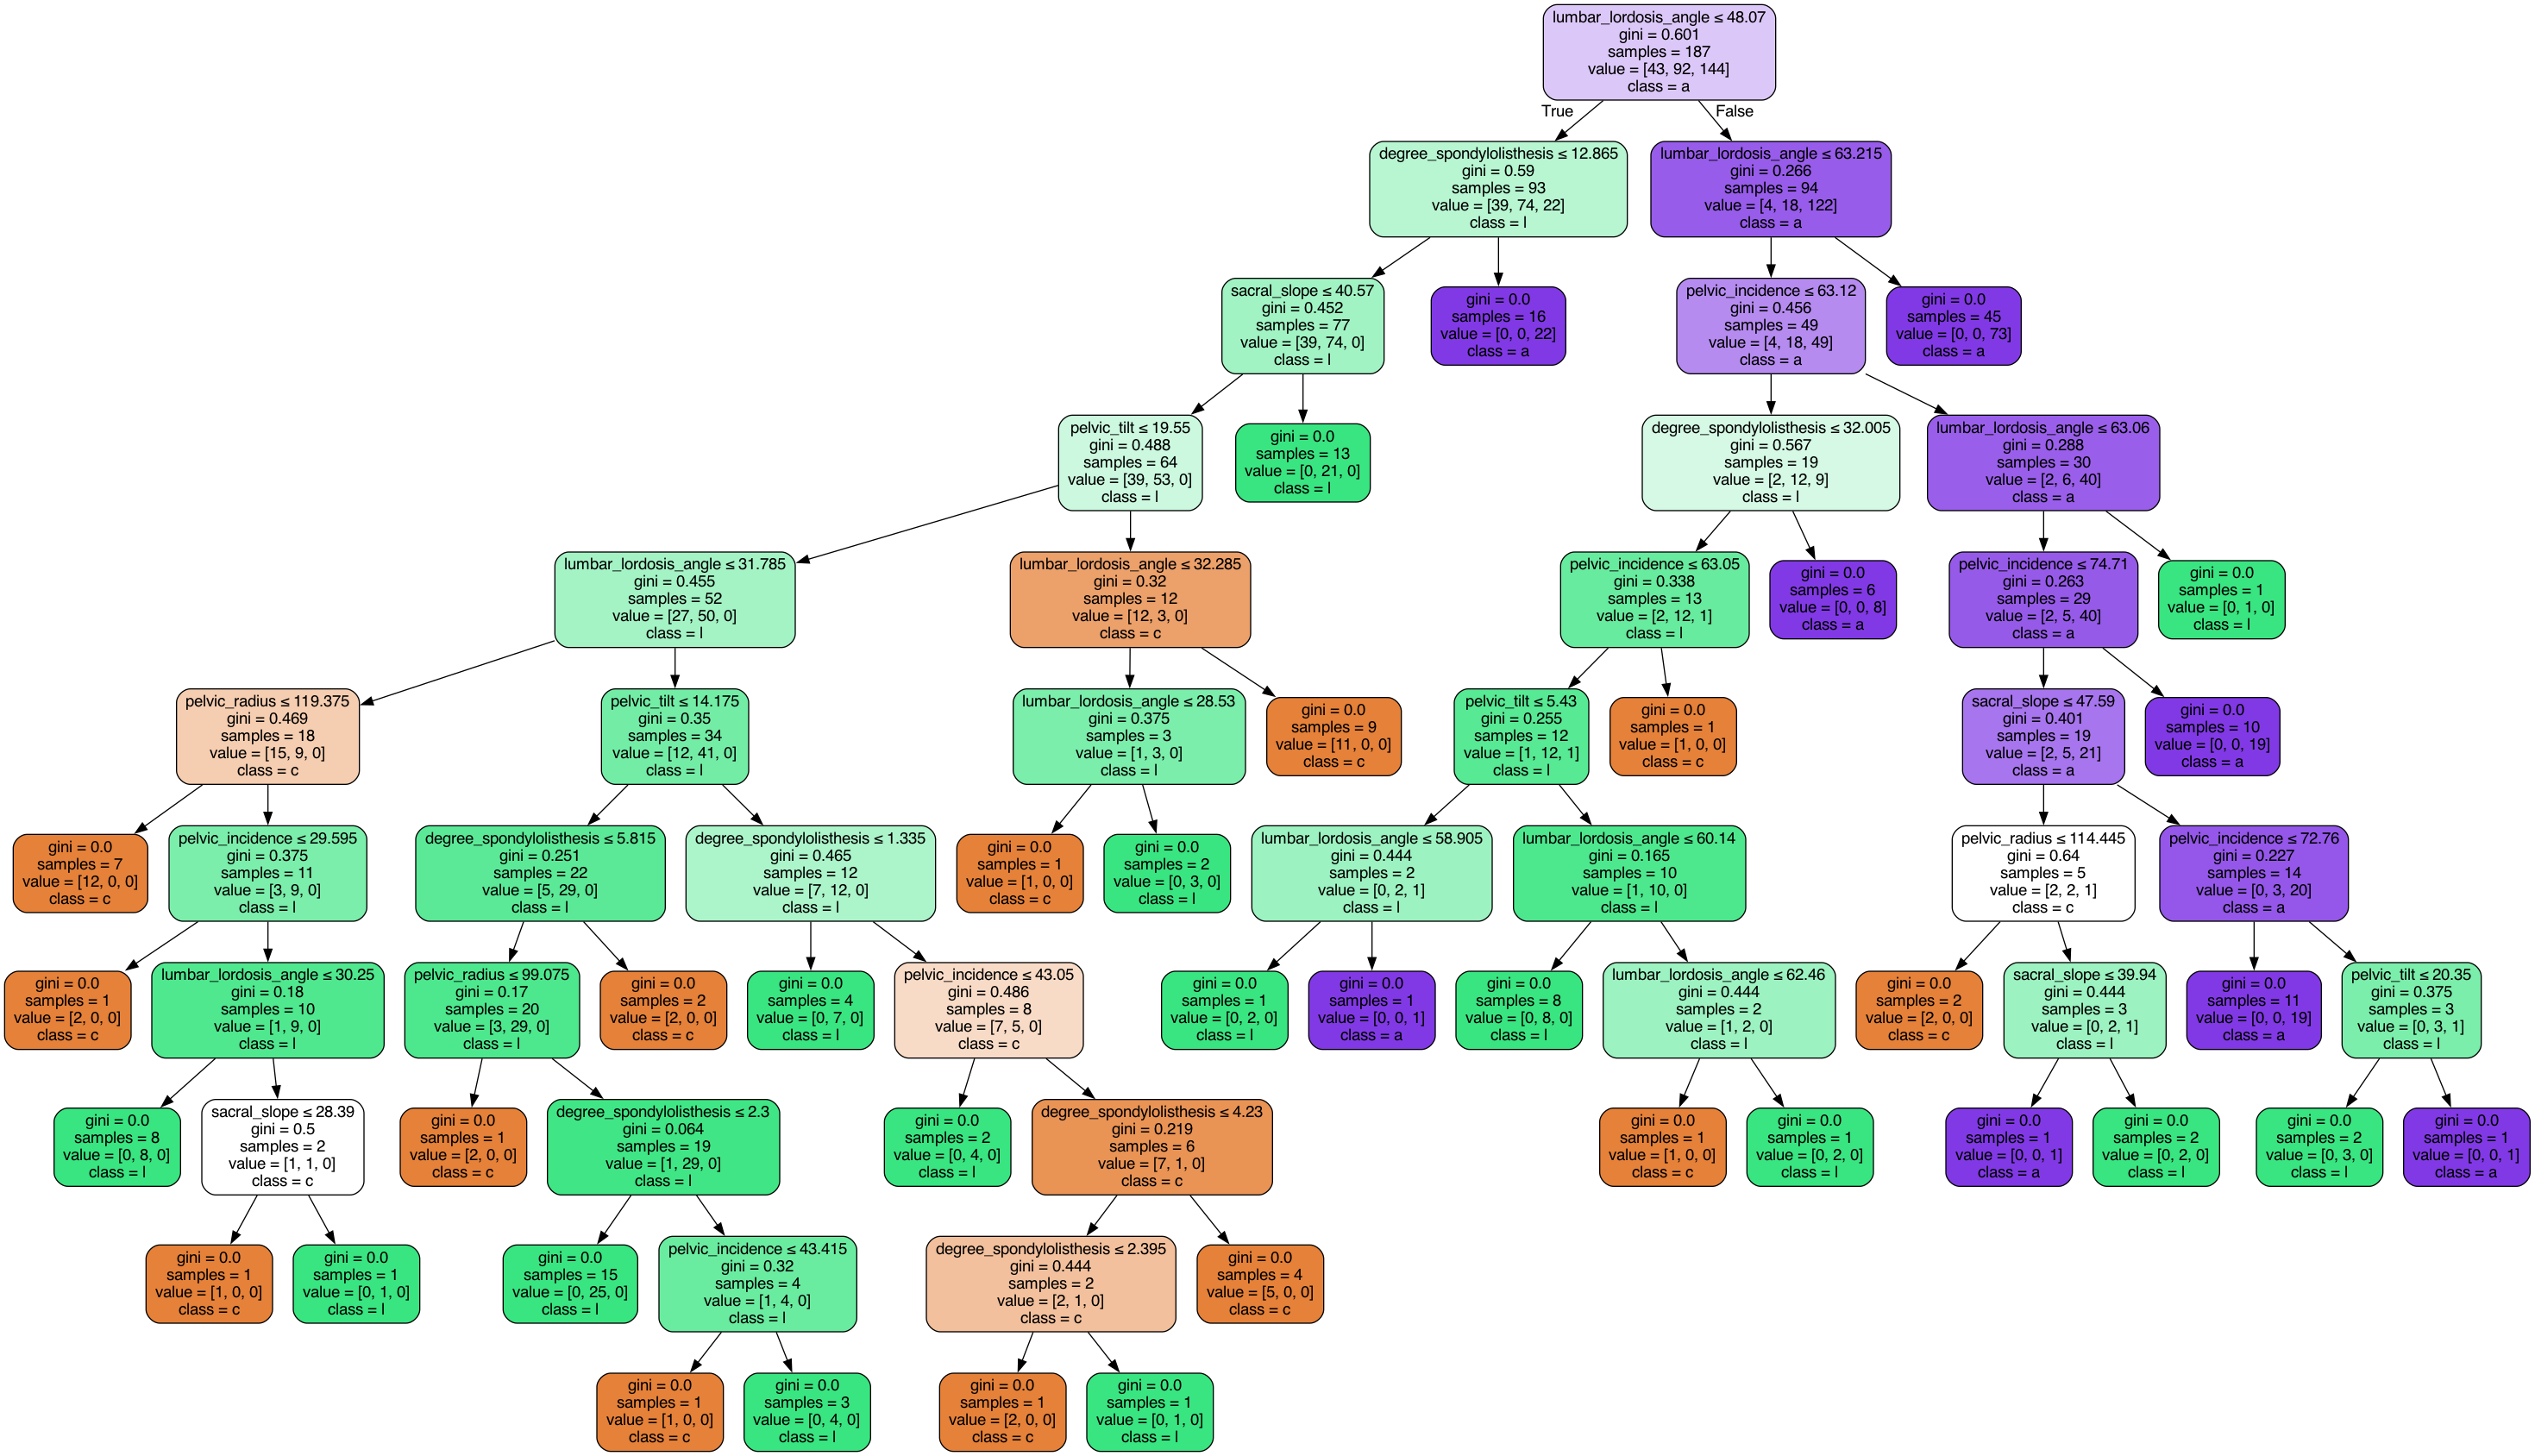 lumbar_lordosis_angle ≤ 48.07
gini = 0.601
samples = 187
value = [43, 92, 144]
class = a
True
False
degree_spondylolisthesis ≤ 12.865
gini = 0.59
samples = 93
value = [39, 74, 22]
class = l
lumbar_lordosis_angle ≤ 63.215
gini = 0.266
samples = 94
value = [4, 18, 122]
class = a
sacral_slope ≤ 40.57
gini = 0.452
samples = 77
value = [39, 74, 0]
class = l
gini = 0.0
samples = 16
value = [0, 0, 22]
class = a
pelvic_incidence ≤ 63.12
gini = 0.456
samples = 49
value = [4, 18, 49]
class = a
gini = 0.0
samples = 45
value = [0, 0, 73]
class = a
pelvic_tilt ≤ 19.55
gini = 0.488
samples = 64
value = [39, 53, 0]
class = l
gini = 0.0
samples = 13
value = [0, 21, 0]
class = l
degree_spondylolisthesis ≤ 32.005
gini = 0.567
samples = 19
value = [2, 12, 9]
class = l
lumbar_lordosis_angle ≤ 63.06
gini = 0.288
samples = 30
value = [2, 6, 40]
class = a
lumbar_lordosis_angle ≤ 31.785
gini = 0.455
samples = 52
value = [27, 50, 0]
class = l
lumbar_lordosis_angle ≤ 32.285
gini = 0.32
samples = 12
value = [12, 3, 0]
class = c
pelvic_incidence ≤ 63.05
gini = 0.338
samples = 13
value = [2, 12, 1]
class = l
gini = 0.0
samples = 6
value = [0, 0, 8]
class = a
pelvic_incidence ≤ 74.71
gini = 0.263
samples = 29
value = [2, 5, 40]
class = a
gini = 0.0
samples = 1
value = [0, 1, 0]
class = l
pelvic_radius ≤ 119.375
gini = 0.469
samples = 18
value = [15, 9, 0]
class = c
pelvic_tilt ≤ 14.175
gini = 0.35
samples = 34
value = [12, 41, 0]
class = l
lumbar_lordosis_angle ≤ 28.53
gini = 0.375
samples = 3
value = [1, 3, 0]
class = l
gini = 0.0
samples = 9
value = [11, 0, 0]
class = c
pelvic_tilt ≤ 5.43
gini = 0.255
samples = 12
value = [1, 12, 1]
class = l
gini = 0.0
samples = 1
value = [1, 0, 0]
class = c
sacral_slope ≤ 47.59
gini = 0.401
samples = 19
value = [2, 5, 21]
class = a
gini = 0.0
samples = 10
value = [0, 0, 19]
class = a
gini = 0.0
samples = 7
value = [12, 0, 0]
class = c
pelvic_incidence ≤ 29.595
gini = 0.375
samples = 11
value = [3, 9, 0]
class = l
degree_spondylolisthesis ≤ 5.815
gini = 0.251
samples = 22
value = [5, 29, 0]
class = l
degree_spondylolisthesis ≤ 1.335
gini = 0.465
samples = 12
value = [7, 12, 0]
class = l
gini = 0.0
samples = 1
value = [1, 0, 0]
class = c
gini = 0.0
samples = 2
value = [0, 3, 0]
class = l
lumbar_lordosis_angle ≤ 58.905
gini = 0.444
samples = 2
value = [0, 2, 1]
class = l
lumbar_lordosis_angle ≤ 60.14
gini = 0.165
samples = 10
value = [1, 10, 0]
class = l
pelvic_radius ≤ 114.445
gini = 0.64
samples = 5
value = [2, 2, 1]
class = c
pelvic_incidence ≤ 72.76
gini = 0.227
samples = 14
value = [0, 3, 20]
class = a
gini = 0.0
samples = 1
value = [2, 0, 0]
class = c
lumbar_lordosis_angle ≤ 30.25
gini = 0.18
samples = 10
value = [1, 9, 0]
class = l
pelvic_radius ≤ 99.075
gini = 0.17
samples = 20
value = [3, 29, 0]
class = l
gini = 0.0
samples = 2
value = [2, 0, 0]
class = c
gini = 0.0
samples = 4
value = [0, 7, 0]
class = l
pelvic_incidence ≤ 43.05
gini = 0.486
samples = 8
value = [7, 5, 0]
class = c
gini = 0.0
samples = 1
value = [0, 2, 0]
class = l
gini = 0.0
samples = 1
value = [0, 0, 1]
class = a
gini = 0.0
samples = 8
value = [0, 8, 0]
class = l
lumbar_lordosis_angle ≤ 62.46
gini = 0.444
samples = 2
value = [1, 2, 0]
class = l
gini = 0.0
samples = 2
value = [2, 0, 0]
class = c
sacral_slope ≤ 39.94
gini = 0.444
samples = 3
value = [0, 2, 1]
class = l
gini = 0.0
samples = 11
value = [0, 0, 19]
class = a
pelvic_tilt ≤ 20.35
gini = 0.375
samples = 3
value = [0, 3, 1]
class = l
gini = 0.0
samples = 8
value = [0, 8, 0]
class = l
sacral_slope ≤ 28.39
gini = 0.5
samples = 2
value = [1, 1, 0]
class = c
gini = 0.0
samples = 1
value = [2, 0, 0]
class = c
degree_spondylolisthesis ≤ 2.3
gini = 0.064
samples = 19
value = [1, 29, 0]
class = l
gini = 0.0
samples = 2
value = [0, 4, 0]
class = l
degree_spondylolisthesis ≤ 4.23
gini = 0.219
samples = 6
value = [7, 1, 0]
class = c
gini = 0.0
samples = 1
value = [1, 0, 0]
class = c
gini = 0.0
samples = 1
value = [0, 2, 0]
class = l
gini = 0.0
samples = 1
value = [0, 0, 1]
class = a
gini = 0.0
samples = 2
value = [0, 2, 0]
class = l
gini = 0.0
samples = 2
value = [0, 3, 0]
class = l
gini = 0.0
samples = 1
value = [0, 0, 1]
class = a
gini = 0.0
samples = 1
value = [1, 0, 0]
class = c
gini = 0.0
samples = 1
value = [0, 1, 0]
class = l
gini = 0.0
samples = 15
value = [0, 25, 0]
class = l
pelvic_incidence ≤ 43.415
gini = 0.32
samples = 4
value = [1, 4, 0]
class = l
degree_spondylolisthesis ≤ 2.395
gini = 0.444
samples = 2
value = [2, 1, 0]
class = c
gini = 0.0
samples = 4
value = [5, 0, 0]
class = c
gini = 0.0
samples = 1
value = [1, 0, 0]
class = c
gini = 0.0
samples = 3
value = [0, 4, 0]
class = l
gini = 0.0
samples = 1
value = [2, 0, 0]
class = c
gini = 0.0
samples = 1
value = [0, 1, 0]
class = l